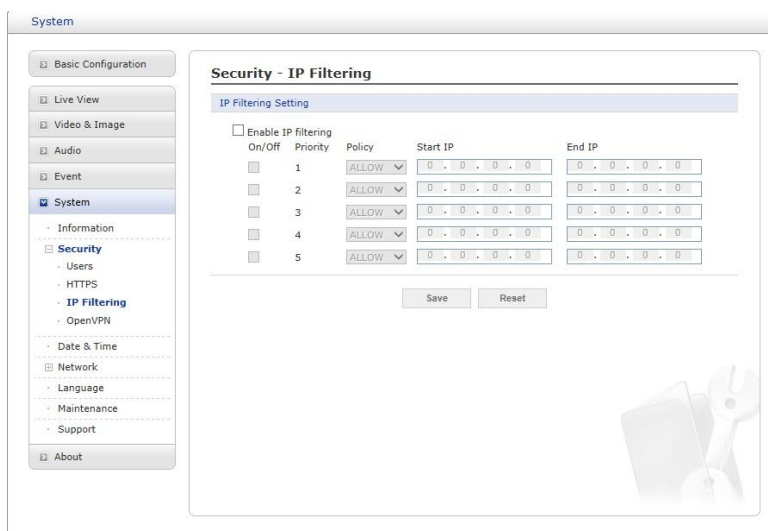 System
Basic Configuration
Live View
Video & Image
Audio
Event
System
Information
Security
Users
HTTPS
IP Filtering
OpenVPN
Date & Time
Network
Language
Maintenance
Support
About
Security - IP Filtering
IP Filtering Setting
Enable IP filtering
On/Off Priority Policy Start IP End IP
1 ALLOW 0 . 0 . 0 . 0 0 . 0 . 0 . 0
2 ALLOW 0 . 0 . 0 . 0 0 . 0 . 0 . 0
3 ALLOW 0 . 0 . 0 . 0 0 . 0 . 0 . 0
4 ALLOW 0 . 0 . 0 . 0 0 . 0 . 0 . 0
5 ALLOW 0 . 0 . 0 . 0 0 . 0 . 0 . 0
Save Reset